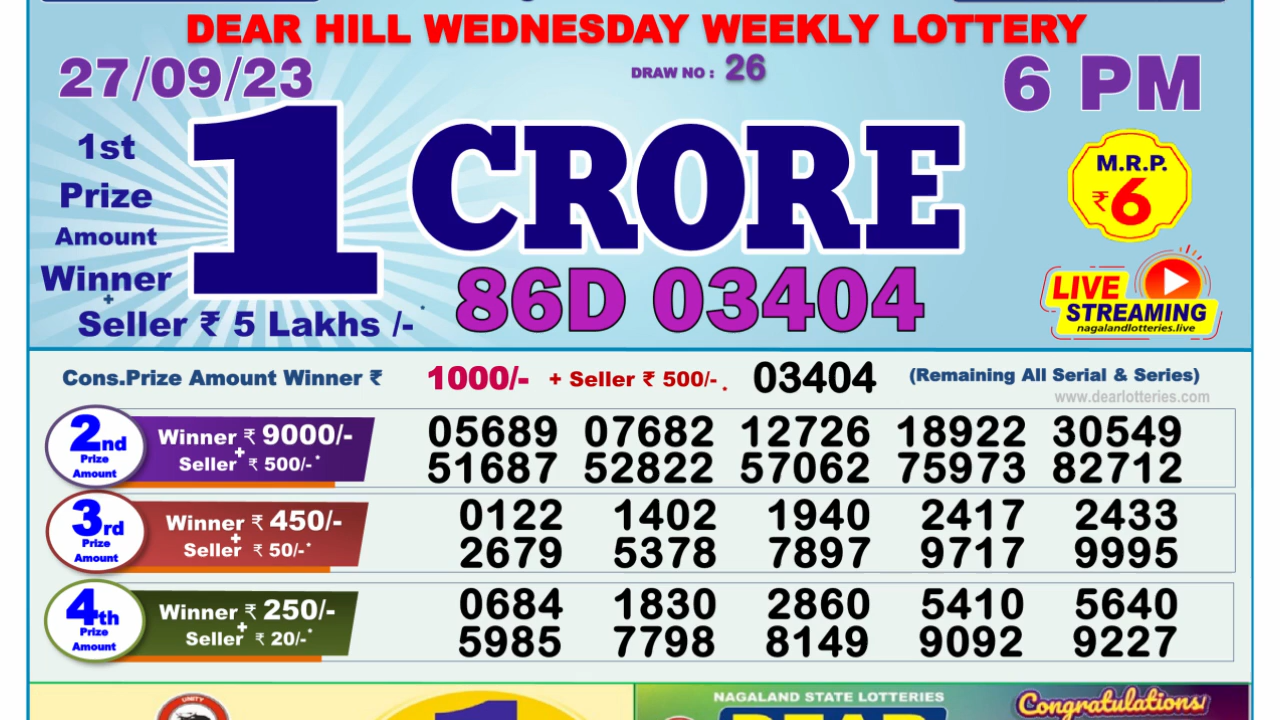 DEAR HILL WEDNESDAY WEEKLY LOTTERY
27/09/23
DRAW NO : 26
6 PM
1st
Prize
Amount
Winner
+
Seller ₹ 5 Lakhs /-
1 CRORE
86D 03404
M.R.P.
₹6
LIVE
STREAMING
nagalandlotteries.live
Cons.Prize Amount Winner ₹ 1000/- + Seller ₹ 500/- . 03404 (Remaining All Serial & Series)
www.dearlotteries.com
2nd
Prize
Amount
Winner ₹ 9000/-
+
Seller ₹ 500/-*
05689 07682 12726 18922 30549
51687 52822 57062 75973 82712
3rd
Prize
Amount
Winner ₹ 450/-
+
Seller ₹ 50/-*
0122 1402 1940 2417 2433
2679 5378 7897 9717 9995
4th
Prize
Amount
Winner ₹ 250/-
+
Seller ₹ 20/-*
0684 1830 2860 5410 5640
5985 7798 8149 9092 9227
UNITY
1
NAGALAND STATE LOTTERIES
DEAR
Congratulations!